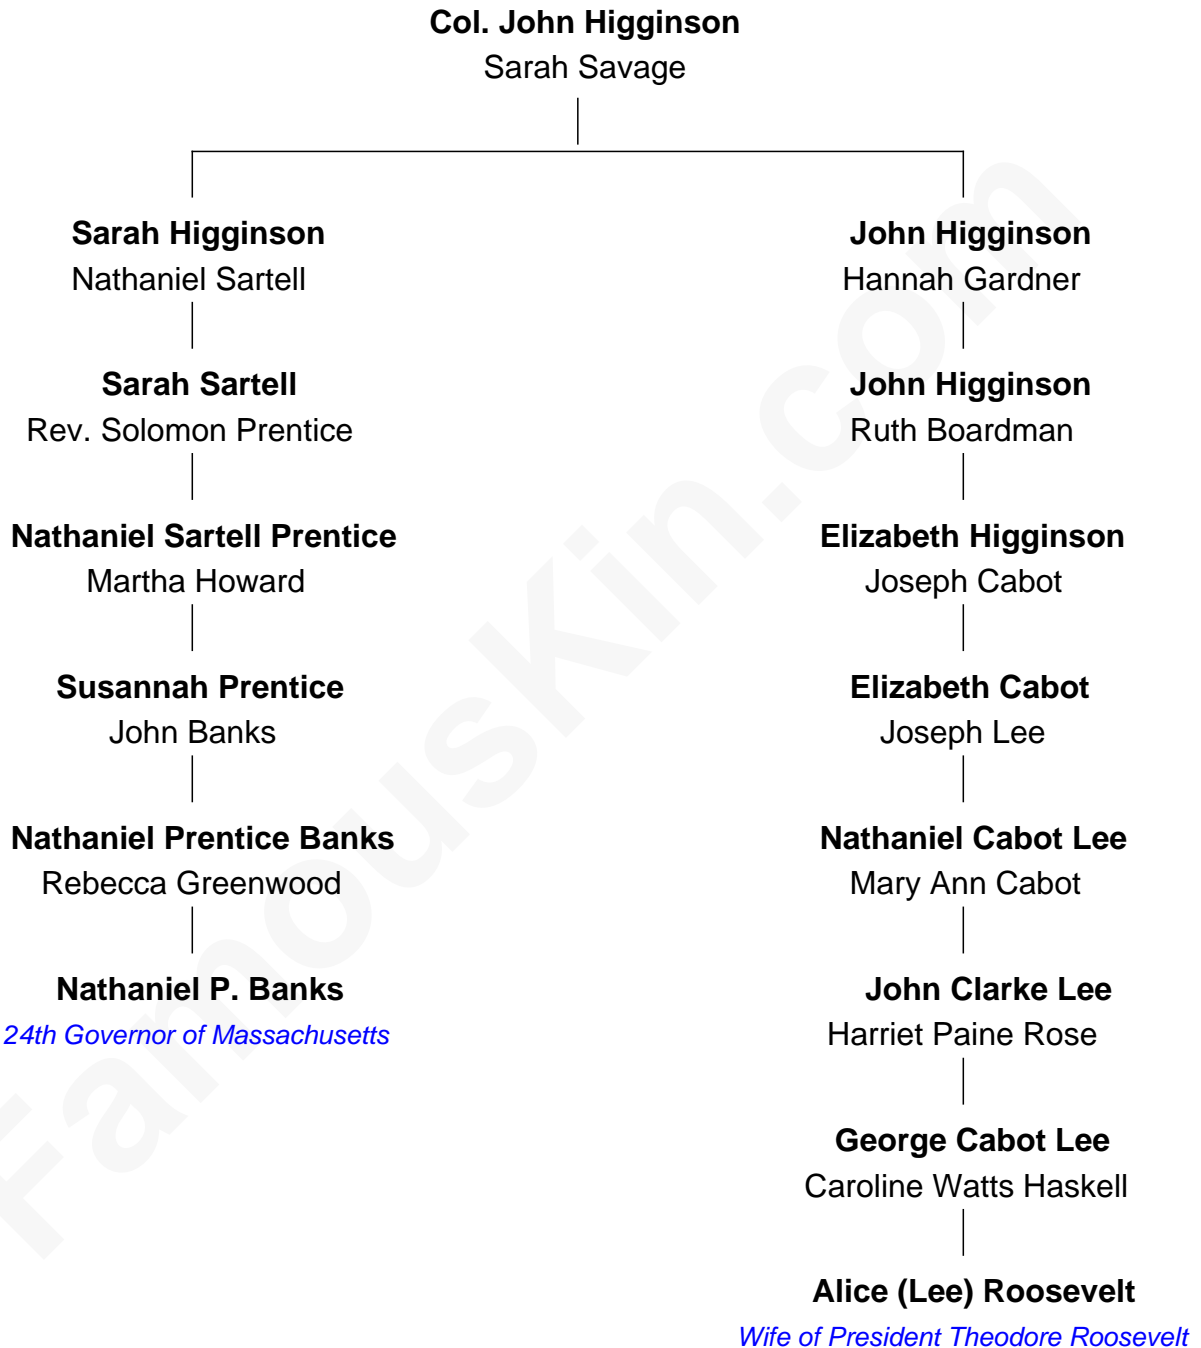 Col. John Higginson
Sarah Savage
Sarah Higginson
Nathaniel Sartell
Sarah Sartell
Rev. Solomon Prentice
Nathaniel Sartell Prentice
Martha Howard
Susannah Prentice
John Banks
Nathaniel Prentice Banks
Rebecca Greenwood
Nathaniel P. Banks
24th Governor of Massachusetts
John Higginson
Hannah Gardner
John Higginson
Ruth Boardman
Elizabeth Higginson
Joseph Cabot
Elizabeth Cabot
Joseph Lee
Nathaniel Cabot Lee
Mary Ann Cabot
John Clarke Lee
Harriet Paine Rose
George Cabot Lee
Caroline Watts Haskell
Alice (Lee) Roosevelt
Wife of President Theodore Roosevelt
FamousKin.com